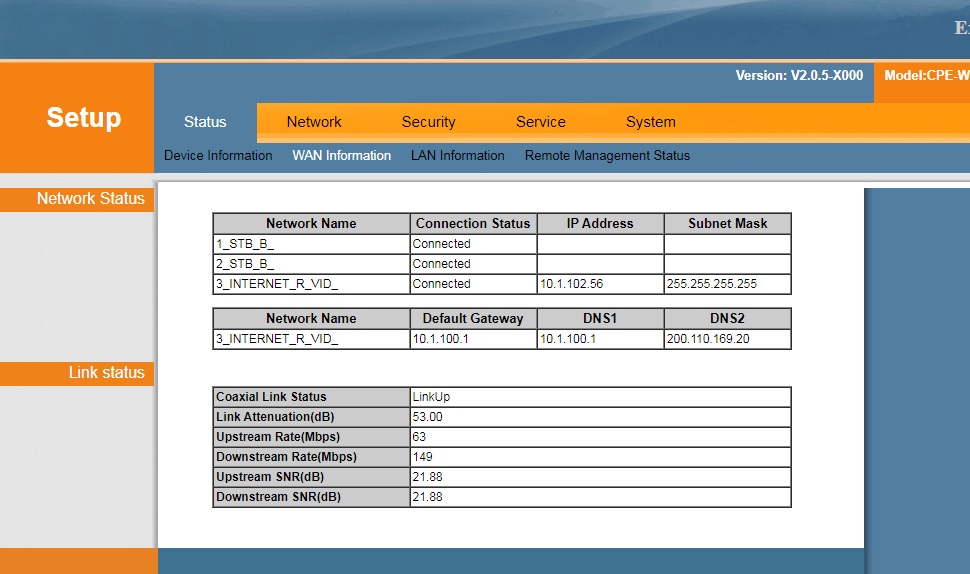 Version: V2.0.5-X000
Setup
Status Network Security Service System
Device Information WAN Information LAN Information Remote Management Status
Network Status
Network Name Connection Status IP Address Subnet Mask
1_STB_B_ Connected
2_STB_B_ Connected
3_INTERNET_R_VID_ Connected 10.1.102.56 255.255.255.255
Network Name Default Gateway DNS1 DNS2
3_INTERNET_R_VID_ 10.1.100.1 10.1.100.1 200.110.169.20
Link status
Coaxial Link Status LinkUp
Link Attenuation(dB) 53.00
Upstream Rate(Mbps) 63
Downstream Rate(Mbps) 149
Upstream SNR(dB) 21.88
Downstream SNR(dB) 21.88